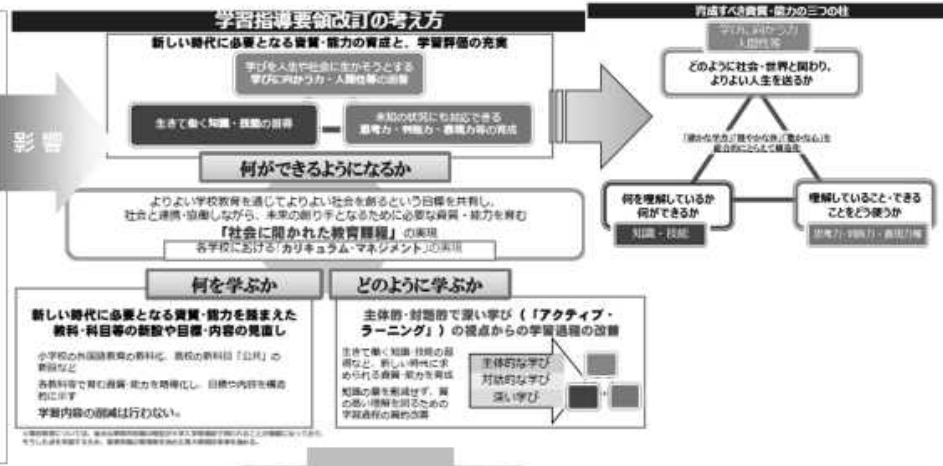 学習指導要領改訂の考え方
新しい時代に必要となる資質・能力の育成と、学習評価の充実
学びを人生や社会に生かそうとする
学びに向かう力・人間性等の涵養
生きて働く知識・技能の習得
未知の状況にも対応できる
思考力・判断力・表現力等の育成
何ができるようになるか
よりよい学校教育を通じてよりよい社会を創るという目標を共有し、
社会と連携・協働しながら、未来の創り手となるために必要な資質・能力を育む
「社会に開かれた教育課程」の実現
各学校における「カリキュラム・マネジメント」の実現
何を学ぶか
新しい時代に必要となる資質・能力を踏まえた
教科・科目等の新設や目標・内容の見直し
小学校の外国語教育の教科化、高校の新科目「公共」の
新設など
各教科等で育む資質・能力を明確化し、目標や内容を構造
的に示す
学習内容の削減は行わない。
どのように学ぶか
主体的・対話的で深い学び（「アクティブ・
ラーニング」）の視点からの学習過程の改善
生きて働く知識・技能の習
得など、新しい時代に求
められる資質・能力を育成
知識の量を削減せず、質
の高い理解を図るための
学習過程の質的改善
主体的な学び
対話的な学び
深い学び
育成すべき資質・能力の三つの柱
学びに向かう力
人間性等
どのように社会・世界と関わり、
よりよい人生を送るか
「確かな学力」「健やかな体」「豊かな心」を
総合的にとらえて構造化
何を理解しているか
何ができるか
知識・技能
理解していること・できる
ことをどう使うか
思考力・判断力・表現力等